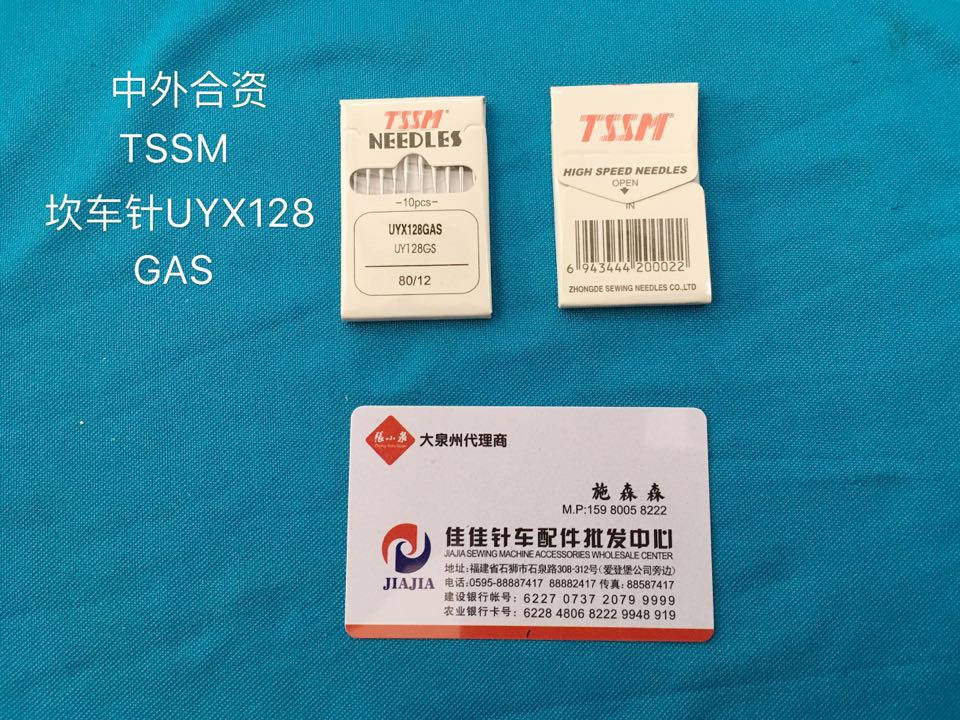 中外合资
TSSM
坎车针UYX128
GAS
TSSM®
NEEDLES
-10pcs-
UYX128GAS
UY128GS
80/12
TSSM®
HIGH SPEED NEEDLES
OPEN
IN
6 943444 200022
ZHONGDE SEWING NEEDLES CO.,LTD
张小泉
大泉州代理商
施森森
M.P:159 8005 8222
佳佳针车配件批发中心
JIAJIA SEWING MACHINE ACCESSORIES WHOLESALE CENTER
JIAJIA
地址:福建省石狮市石泉路308-312号(爱登堡公司旁边)
电话:0595-88887417 88882417 传真:88587417
建设银行帐号: 6227 0737 2079 9999
农业银行卡号: 6228 4806 8222 9948 919